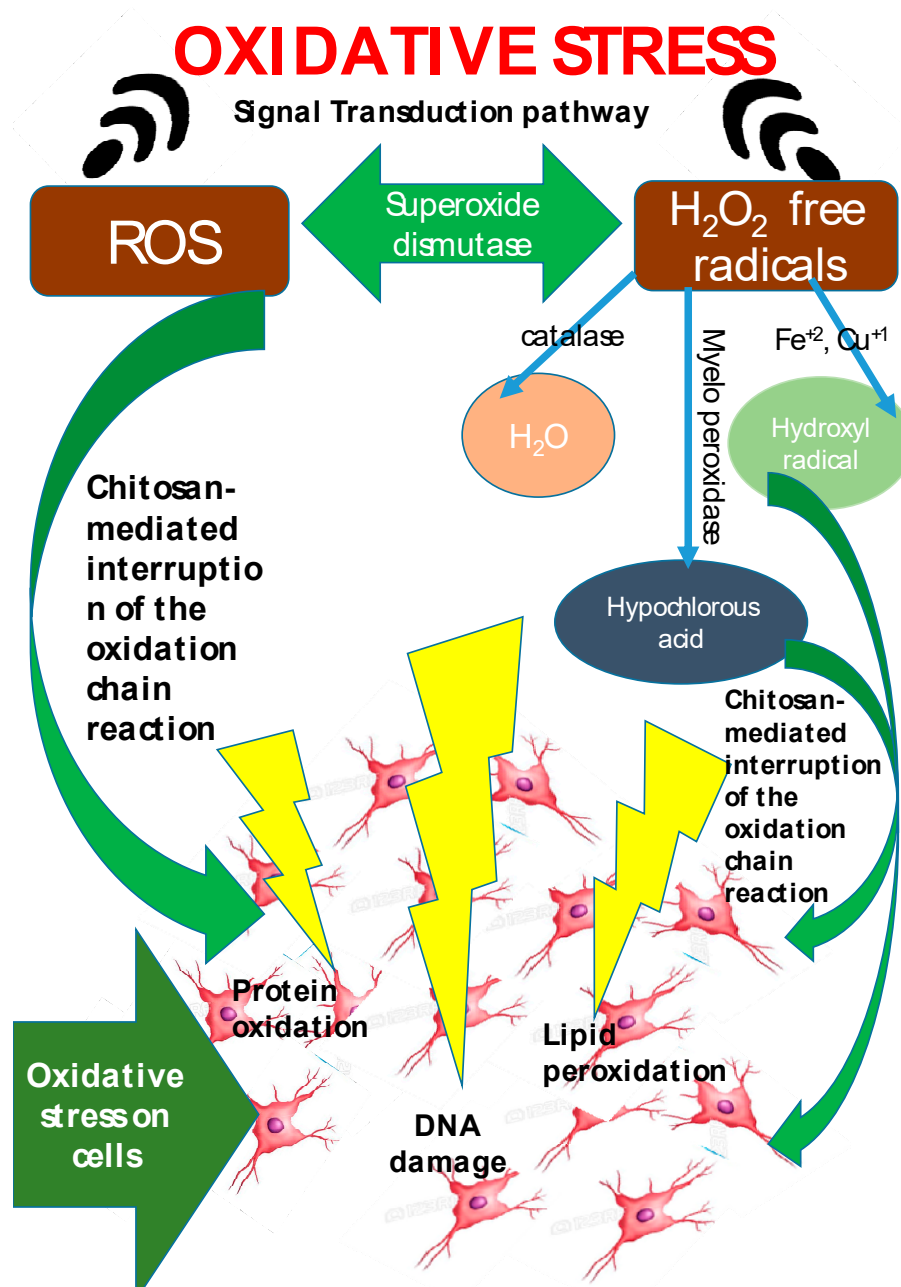 OXIDATIVE STRESS
Signal Transduction pathway
ROS
Superoxide
dismutase
H₂O₂ free
radicals
catalase
Myelo peroxidase
Fe⁺², Cu⁺¹
H₂O
Hydroxyl
radical
Chitosan-
mediated
interruptio
n of the
oxidation
chain
reaction
Hypochlorous
acid
Chitosan-
mediated
interruption
of the
oxidation
chain
reaction
Protein
oxidation
Lipid
peroxidation
Oxidative
stress on
cells
DNA
damage